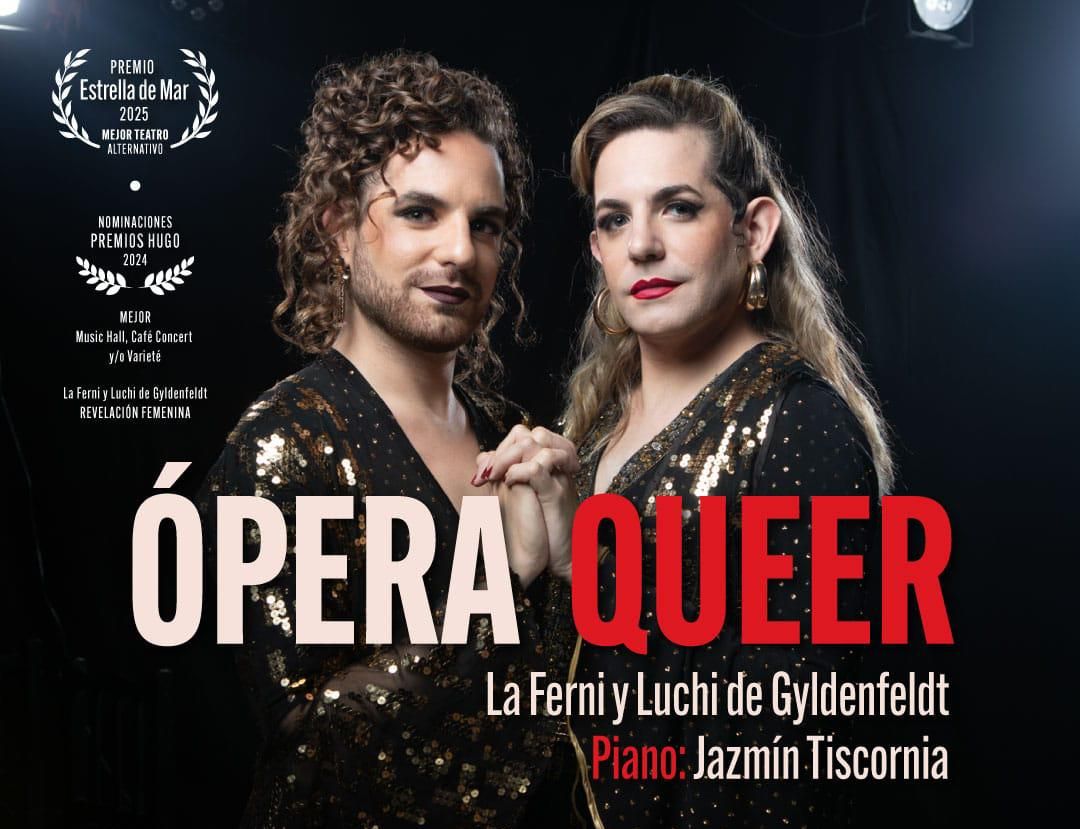 PREMIO
Estrella de Mar
2025
MEJOR TEATRO
ALTERNATIVO
NOMINACIONES
PREMIOS HUGO
2024
MEJOR
Music Hall, Café Concert
y/o Varieté
La Ferni y Luchi de Gyldenfeldt
REVELACIÓN FEMENINA
ÓPERA QUEER
La Ferni y Luchi de Gyldenfeldt
Piano: Jazmín Tiscornia